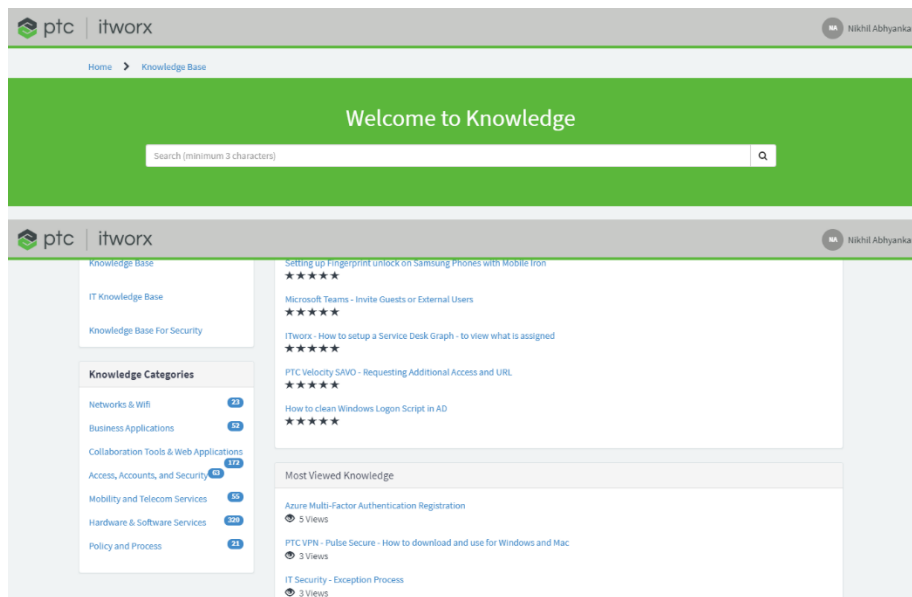 ptc | itworx
NA Nikhil Abhyanka
Home > Knowledge Base
Welcome to Knowledge
Search (minimum 3 characters)
ptc | itworx
NA Nikhil Abhyanka
Knowledge Base
IT Knowledge Base
Knowledge Base For Security
Knowledge Categories
Networks & Wifi 23
Business Applications 52
Collaboration Tools & Web Applications
172
Access, Accounts, and Security 63
Mobility and Telecom Services 55
Hardware & Software Services 320
Policy and Process 21
Setting up Fingerprint unlock on Samsung Phones with Mobile Iron
★★★★★
Microsoft Teams - Invite Guests or External Users
★★★★★
ITworx - How to setup a Service Desk Graph - to view what is assigned
★★★★★
PTC Velocity SAVO - Requesting Additional Access and URL
★★★★★
How to clean Windows Logon Script in AD
★★★★★
Most Viewed Knowledge
Azure Multi-Factor Authentication Registration
5 Views
PTC VPN - Pulse Secure - How to download and use for Windows and Mac
3 Views
IT Security - Exception Process
3 Views